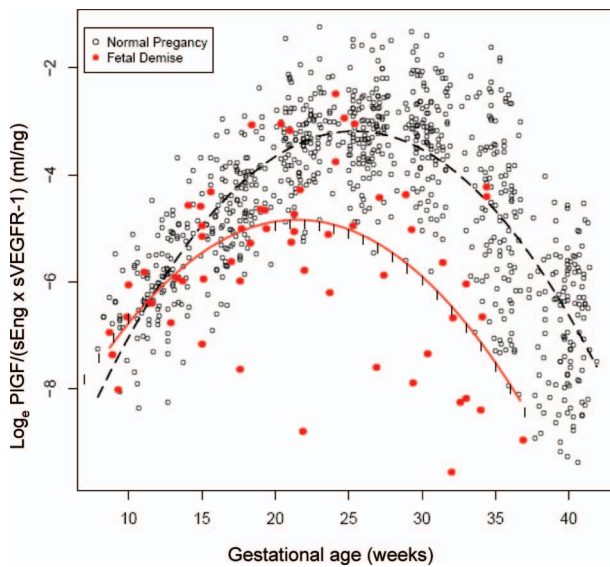 Normal Pregancy
Fetal Demise
Log_e PlGF/(sEng x sVEGFR-1) (ml/ng)
-2
-4
-6
-8
10 15 20 25 30 35 40
Gestational age (weeks)